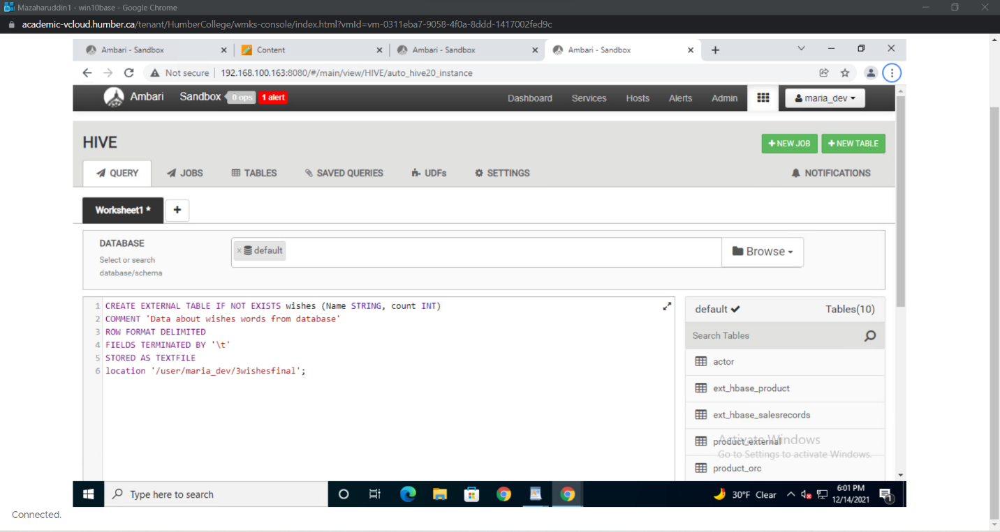 Mazaharuddin1 - win10base - Google Chrome
academic-vcloud.humber.ca/tenant/HumberCollege/wmks-console/index.html?vmId=vm-0311eba7-9058-4f0a-8ddd-1417002fed9c
Ambari - Sandbox
Content
Ambari - Sandbox
Ambari - Sandbox
Not secure
192.168.100.163:8080/#/main/view/HIVE/auto_hive20_instance
Ambari Sandbox 0 ops 1 alert Dashboard Services Hosts Alerts Admin maria_dev
HIVE
+ NEW JOB + NEW TABLE
QUERY JOBS TABLES SAVED QUERIES UDFs SETTINGS NOTIFICATIONS
Worksheet1 * +
DATABASE
Select or search
database/schema
× default
Browse
1 CREATE EXTERNAL TABLE IF NOT EXISTS wishes (Name STRING, count INT)
2 COMMENT 'Data about wishes words from database'
3 ROW FORMAT DELIMITED
4 FIELDS TERMINATED BY '\t'
5 STORED AS TEXTFILE
6 location '/user/maria_dev/3wishesfinal';
default Tables(10)
Search Tables
actor
ext_hbase_product
ext_hbase_salesrecords
product_external
product_orc
Activate Windows
Go to Settings to activate Windows.
Type here to search
30°F Clear
6:01 PM
12/14/2021
1
Connected.